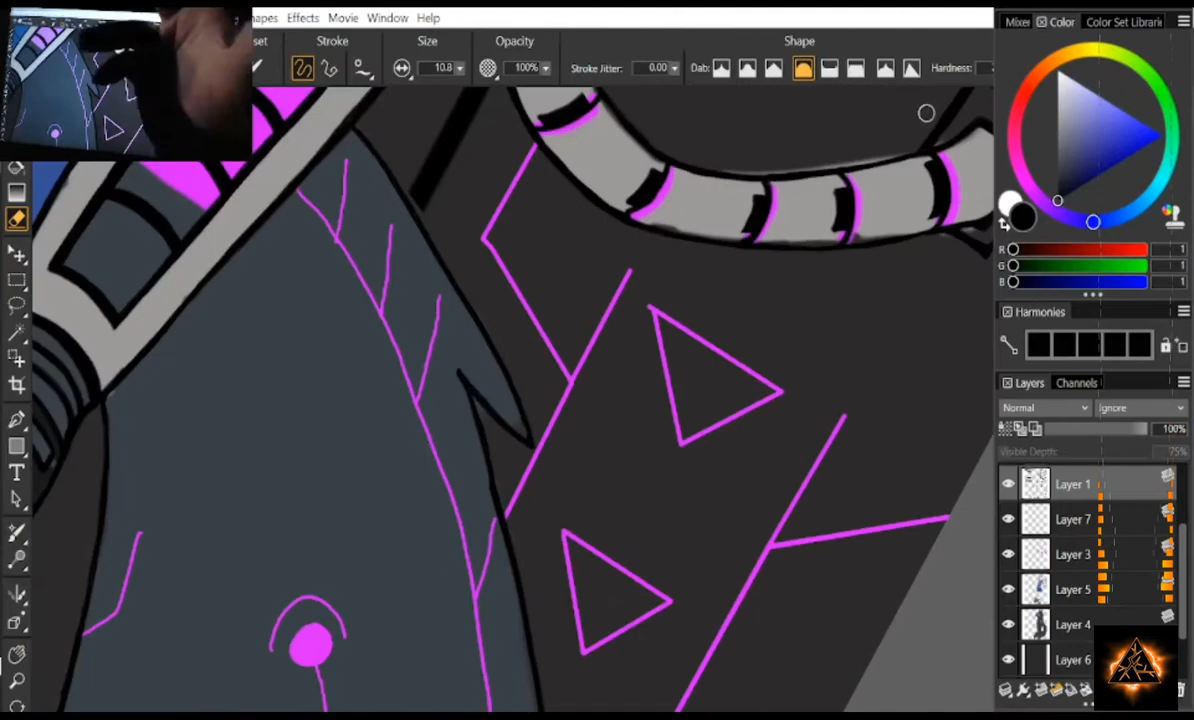 hapes Effects Movie Window Help
set Stroke Size Opacity Shape
10.8 100% Stroke Jitter: 0.00 Dab: Hardness:
Mixer Color Color Set Librari
R 1
G 1
B 1
Harmonies
Layers Channels
Normal Ignore
100%
Visible Depth: 75%
Layer 1
Layer 7
Layer 3
Layer 5
Layer 4
Layer 6
T